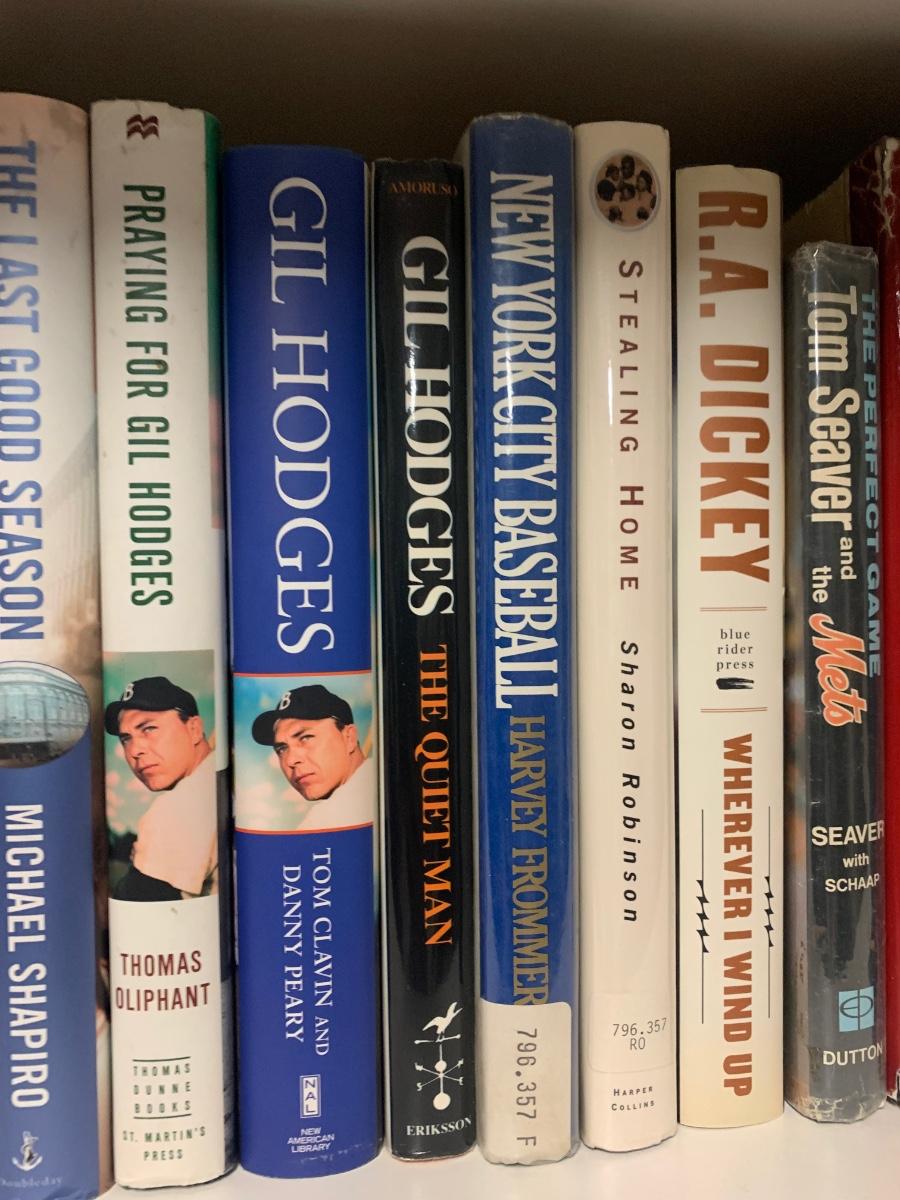 THE LAST GOOD SEASON
MICHAEL SHAPIRO
Doubleday
PRAYING FOR GIL HODGES
THOMAS
OLIPHANT
THOMAS
DUNNE
BOOKS
ST. MARTIN'S
PRESS
GIL HODGES
B
TOM CLAVIN AND
DANNY PEARY
NAL
NEW
AMERICAN
LIBRARY
AMORUSO
GIL HODGES THE QUIET MAN
ERIKSSON
NEW YORK CITY BASEBALL HARVEY FROMMER
796.357 F
STEALING HOME Sharon Robinson
796.357
RO
HARPER
COLLINS
R.A. DICKEY
blue
rider
press
WHEREVER I WIND UP
THE PERFECT GAME
Tom Seaver and
the Mets
SEAVER
with
SCHAAP
DUTTON